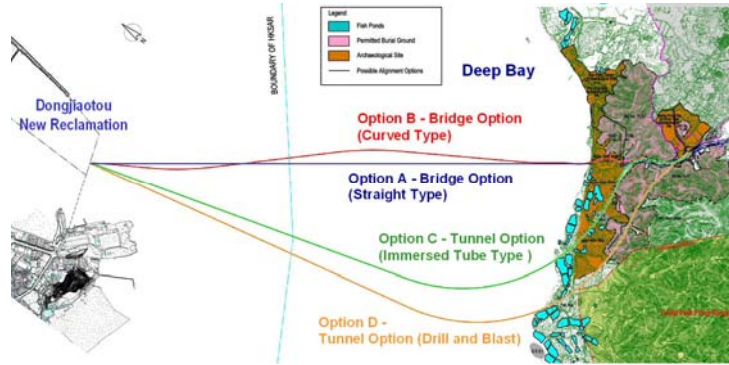 Legend
Fish Ponds
Permitted Burial Ground
Archaeological Site
Possible Alignment Options
BOUNDARY OF HKSAR
Deep Bay
Dongjiaotou
New Reclamation
Option B - Bridge Option
(Curved Type)
Option A - Bridge Option
(Straight Type)
Option C - Tunnel Option
(Immersed Tube Type )
Option D -
Tunnel Option (Drill and Blast)